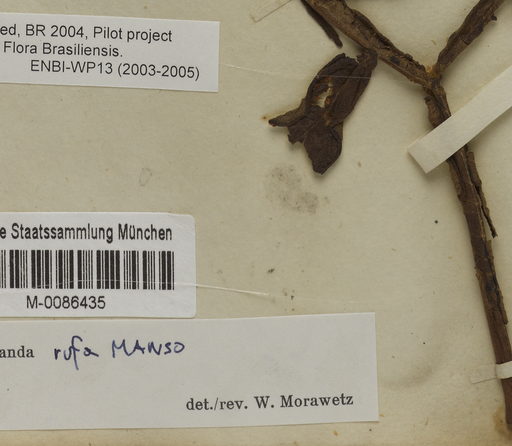 ed, BR 2004, Pilot project
Flora Brasiliensis.
ENBI-WP13 (2003-2005)
e Staatssammlung München
M-0086435
anda rufa MANSO
det./rev. W. Morawetz